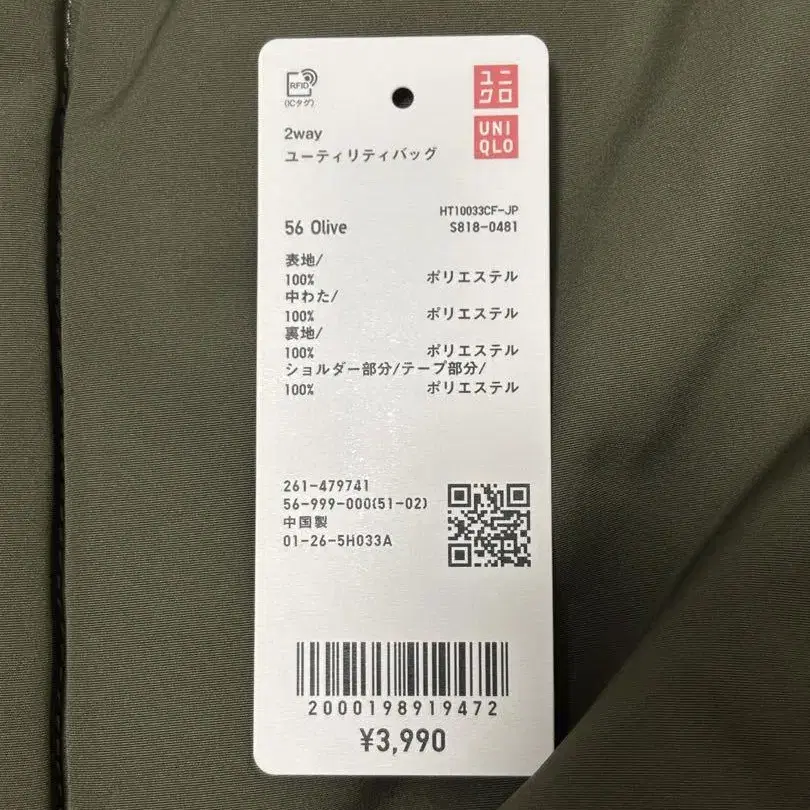 RFID
(ICタグ)
ユニ
クロ
UNI
QLO
2way
ユーティリティバッグ
HT10033CF-JP
56 Olive
S818-0481
表地/
100% ポリエステル
中わた/
100% ポリエステル
裏地/
100% ポリエステル
ショルダー部分/テープ部分/
100% ポリエステル
261-479741
56-999-000(51-02)
中国製
01-26-5H033A
2000198919472
¥3,990